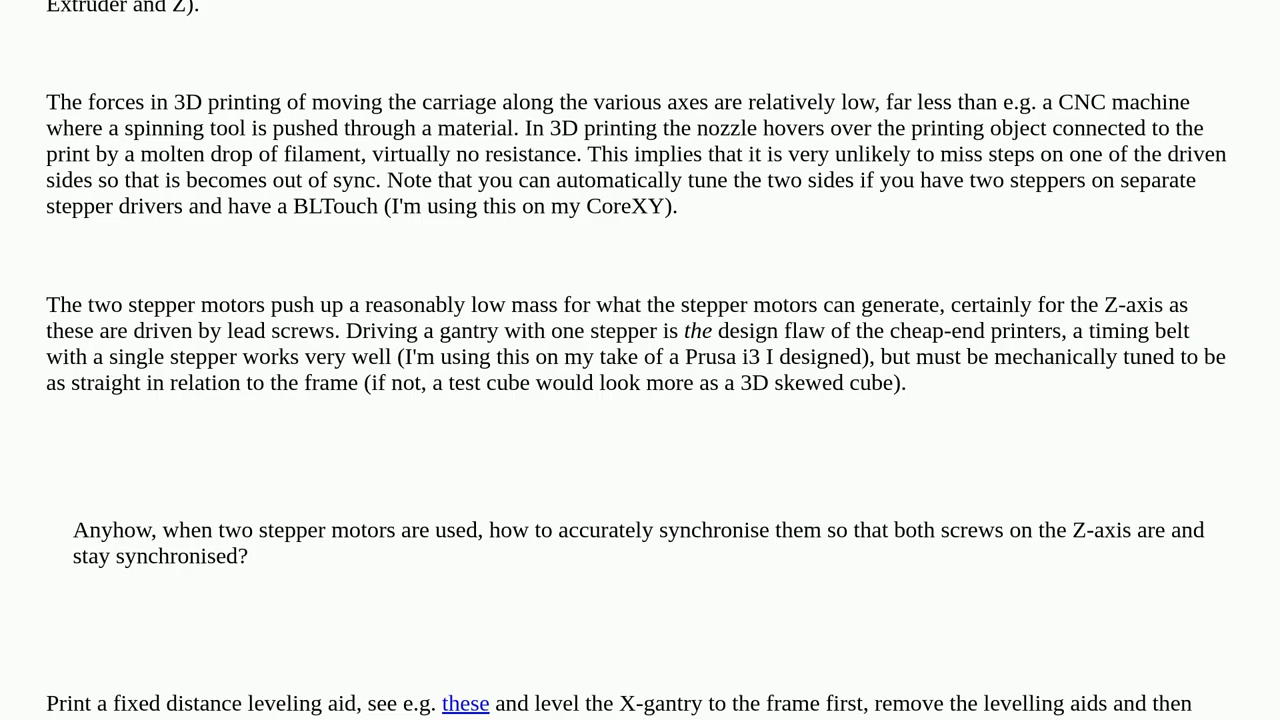 Extruder and Z).
The forces in 3D printing of moving the carriage along the various axes are relatively low, far less than e.g. a CNC machine
where a spinning tool is pushed through a material. In 3D printing the nozzle hovers over the printing object connected to the
print by a molten drop of filament, virtually no resistance. This implies that it is very unlikely to miss steps on one of the driven
sides so that is becomes out of sync. Note that you can automatically tune the two sides if you have two steppers on separate
stepper drivers and have a BLTouch (I'm using this on my CoreXY).
The two stepper motors push up a reasonably low mass for what the stepper motors can generate, certainly for the Z-axis as
these are driven by lead screws. Driving a gantry with one stepper is the design flaw of the cheap-end printers, a timing belt
with a single stepper works very well (I'm using this on my take of a Prusa i3 I designed), but must be mechanically tuned to be
as straight in relation to the frame (if not, a test cube would look more as a 3D skewed cube).
Anyhow, when two stepper motors are used, how to accurately synchronise them so that both screws on the Z-axis are and
stay synchronised?
Print a fixed distance leveling aid, see e.g. these and level the X-gantry to the frame first, remove the levelling aids and then